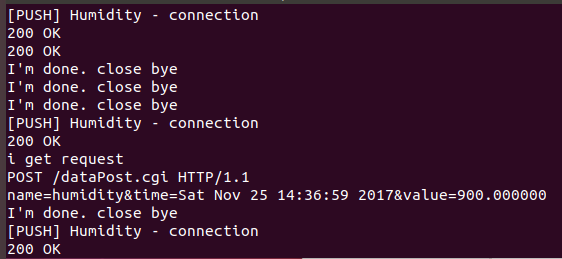 [PUSH] Humidity - connection
200 OK
200 OK
I'm done. close bye
I'm done. close bye
I'm done. close bye
[PUSH] Humidity - connection
200 OK
i get request
POST /dataPost.cgi HTTP/1.1
name=humidity&time=Sat Nov 25 14:36:59 2017&value=900.000000
I'm done. close bye
[PUSH] Humidity - connection
200 OK